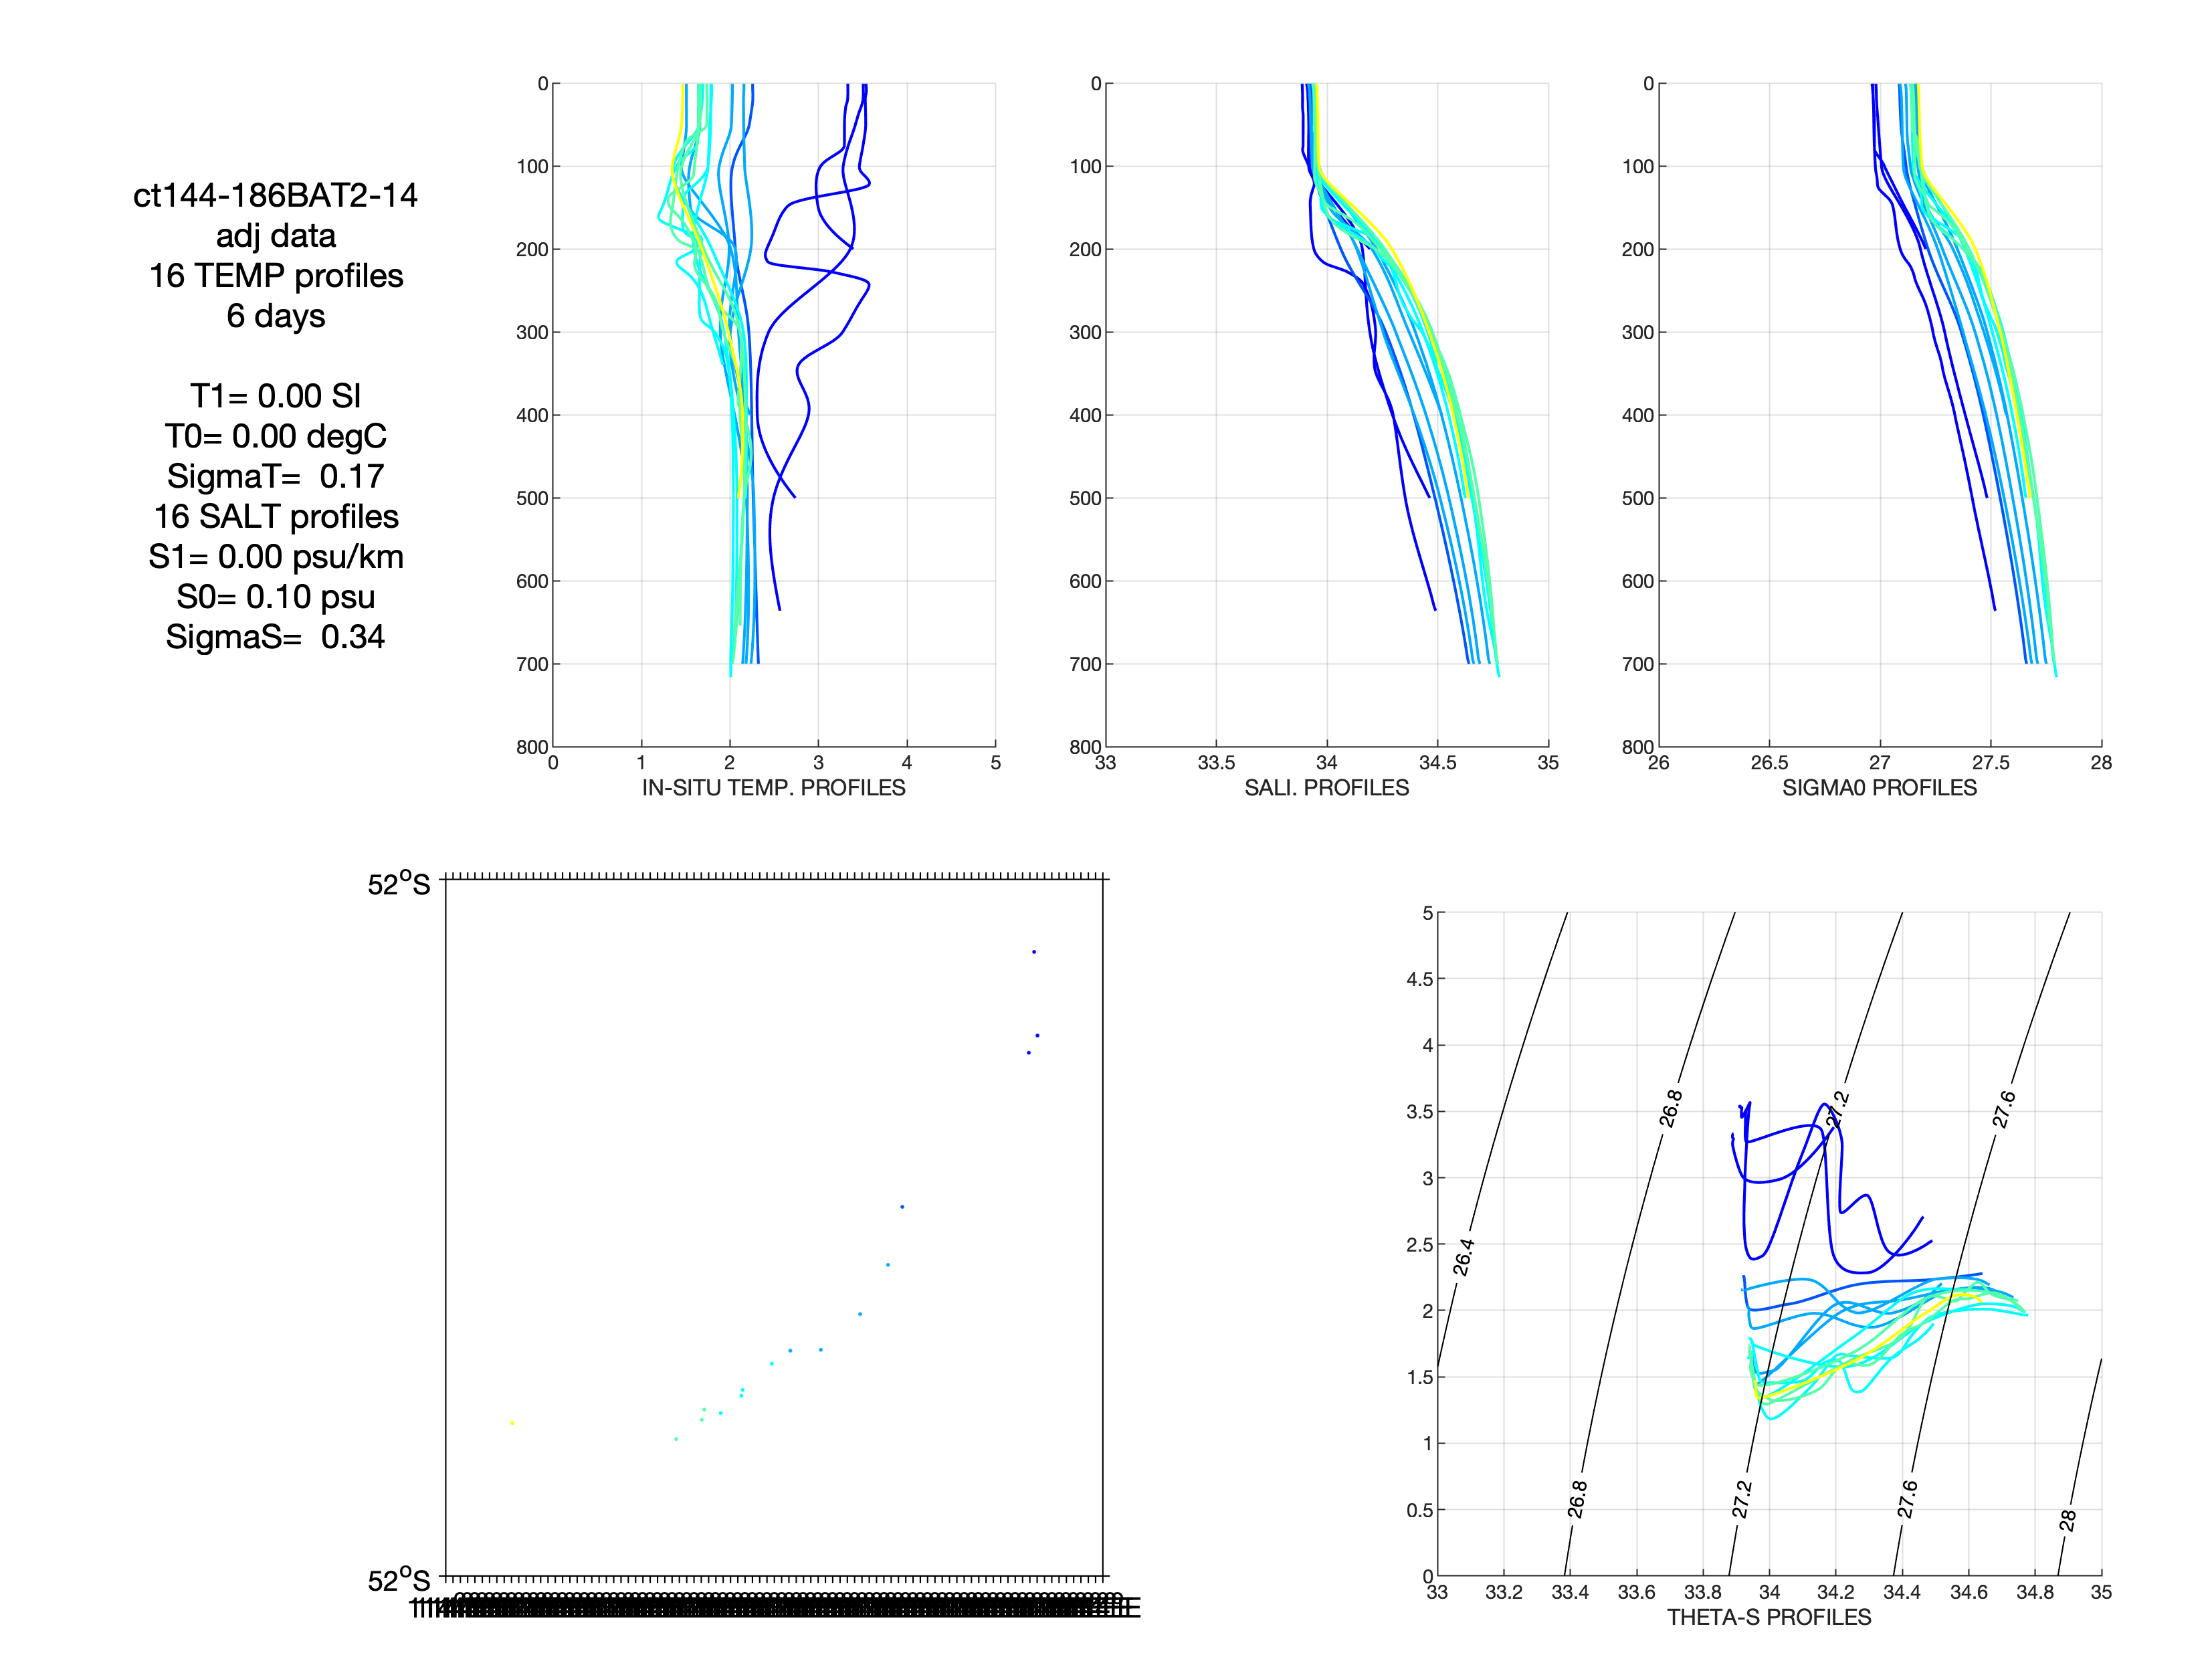 ct144-186BAT2-14
adj data
16 TEMP profiles
6 days
T1= 0.00 SI
T0= 0.00 degC
SigmaT= 0.17
16 SALT profiles
S1= 0.00 psu/km
S0= 0.10 psu
SigmaS= 0.34
0
100
200
300
400
500
600
700
800
0 1 2 3 4 5
IN-SITU TEMP. PROFILES
0
100
200
300
400
500
600
700
800
33 33.5 34 34.5 35
SALI. PROFILES
0
100
200
300
400
500
600
700
800
26 26.5 27 27.5 28
SIGMA0 PROFILES
52°S
52°S
5
4.5
4
3.5
3
2.5
2
1.5
1
0.5
0
26.8
27.2
27.6
26.4
26.8
27.2
27.6
28
33 33.2 33.4 33.6 33.8 34 34.2 34.4 34.6 34.8 35
THETA-S PROFILES